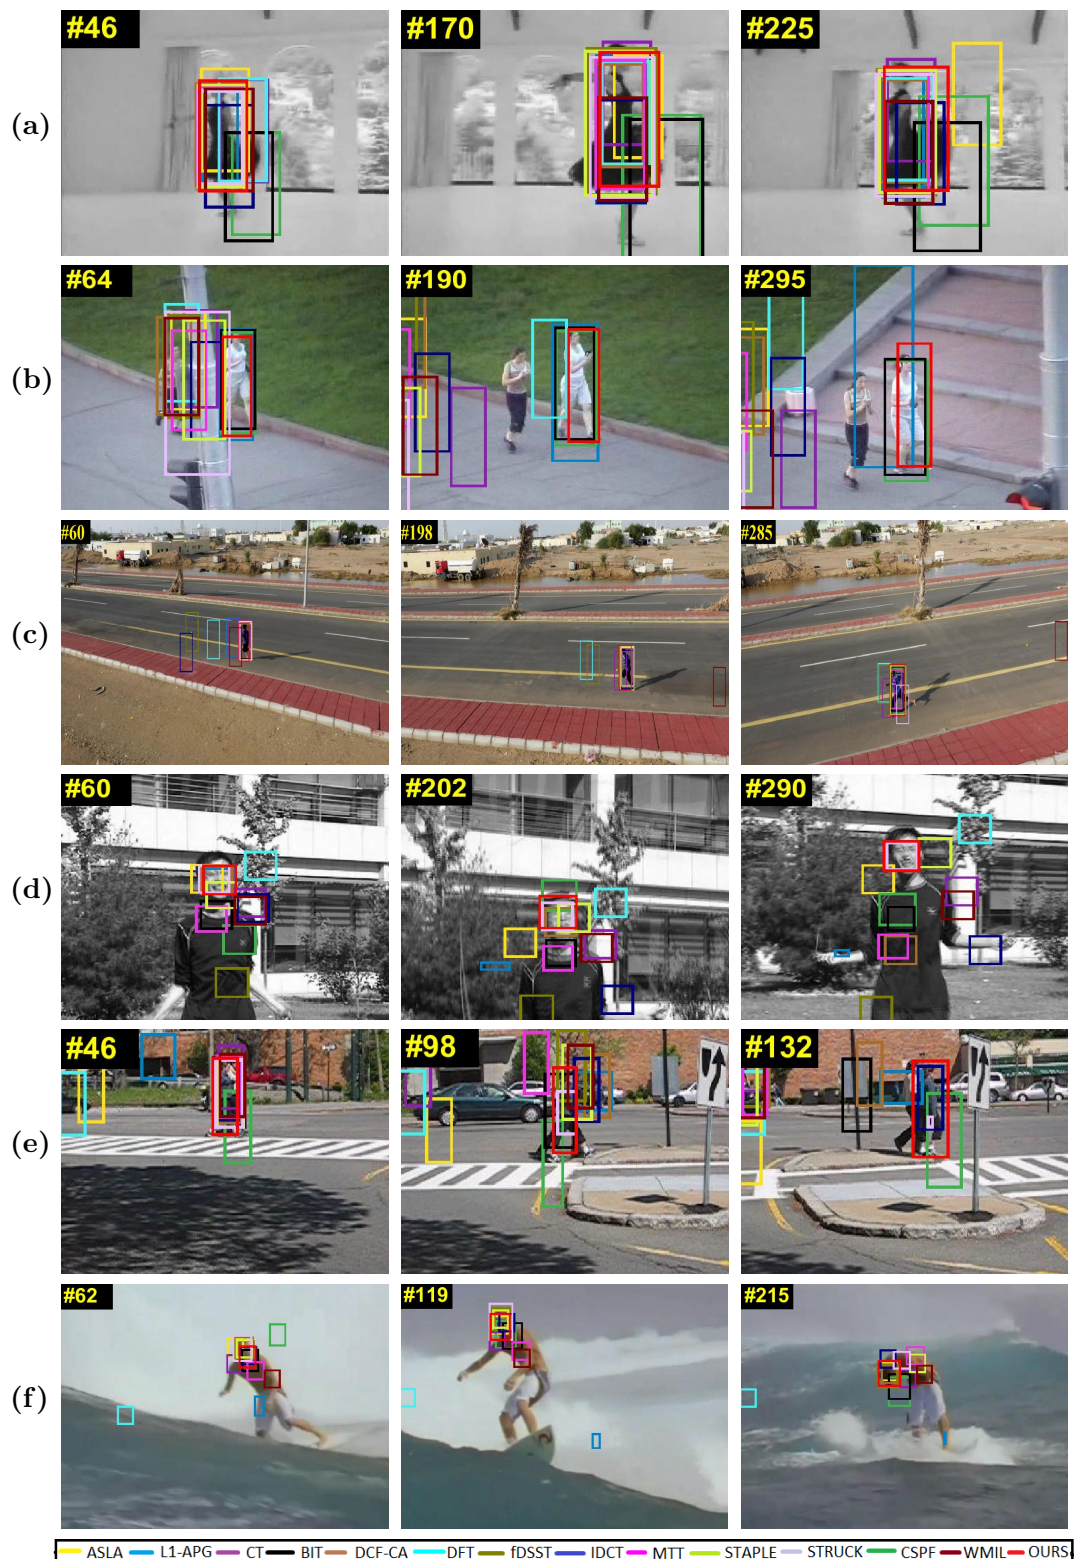 #46 #170 #225
(a)
#64 #190 #295
(b)
#60 #198 #285
(c)
#60 #202 #290
(d)
#46 #98 #132
(e)
#62 #119 #215
(f)
ASLA L1-APG CT BIT DCF-CA DFT fDSST IDCT MTT STAPLE STRUCK CSPF WMIL OURS